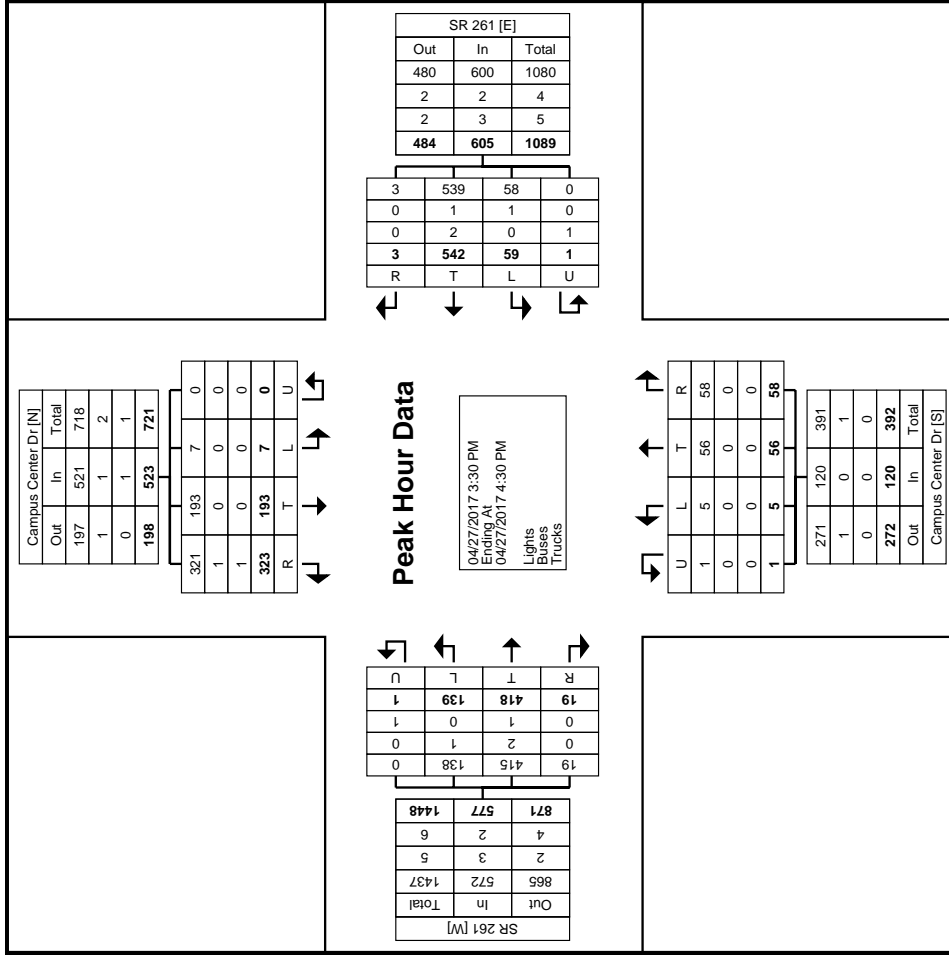 SR 261 [E]
Out In Total
480 600 1080
2 2 4
2 3 5
484 605 1089
3 539 58 0
0 1 1 0
0 2 0 1
3 542 59 1
R T L U
Campus Center Dr [N]
Out In Total
197 521 718
1 1 2
0 1 1
198 523 721
321 193 7 0
1 0 0 0
1 0 0 0
323 193 7 0
R T L U
Peak Hour Data
04/27/2017 3:30 PM
Ending At
04/27/2017 4:30 PM
Lights
Buses
Trucks
U L T R
1 5 56 58
0 0 0 0
0 0 0 0
1 5 56 58
271 120 391
1 0 1
0 0 0
272 120 392
Out In Total
Campus Center Dr [S]
R T L U
19 418 139 1
0 1 0 1
0 2 1 0
19 415 138 0
871 577 1448
4 2 6
2 3 5
865 572 1437
Out In Total
SR 261 [W]